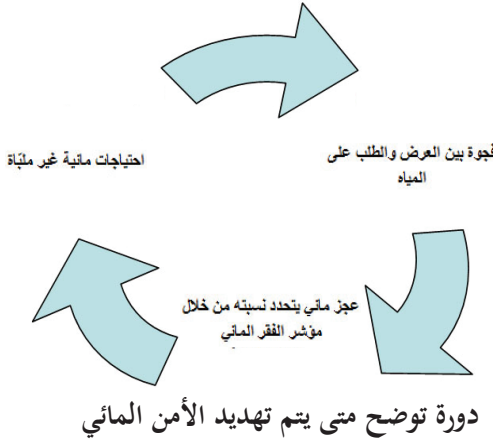 فجوة بين العرض والطلب على
المياه
احتياجات مائية غير ملبّاة
عجز مائي يتحدد نسبته من خلال
مؤشر الفقر المائي
دورة توضح متى يتم تهديد الأمن المائي